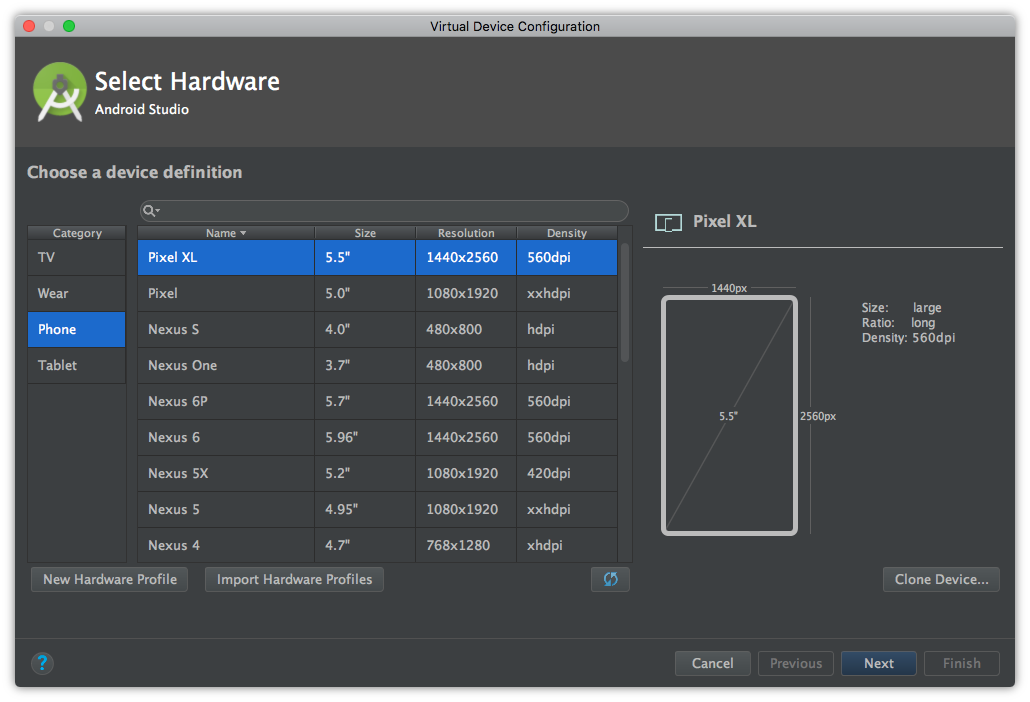 Virtual Device Configuration
Select Hardware
Android Studio
Choose a device definition
Category
TV
Wear
Phone
Tablet
Name Size Resolution Density
Pixel XL 5.5" 1440x2560 560dpi
Pixel 5.0" 1080x1920 xxhdpi
Nexus S 4.0" 480x800 hdpi
Nexus One 3.7" 480x800 hdpi
Nexus 6P 5.7" 1440x2560 560dpi
Nexus 6 5.96" 1440x2560 560dpi
Nexus 5X 5.2" 1080x1920 420dpi
Nexus 5 4.95" 1080x1920 xxhdpi
Nexus 4 4.7" 768x1280 xhdpi
New Hardware Profile Import Hardware Profiles
Pixel XL
1440px
5.5"
2560px
Size: large
Ratio: long
Density: 560dpi
Clone Device...
? Cancel Previous Next Finish